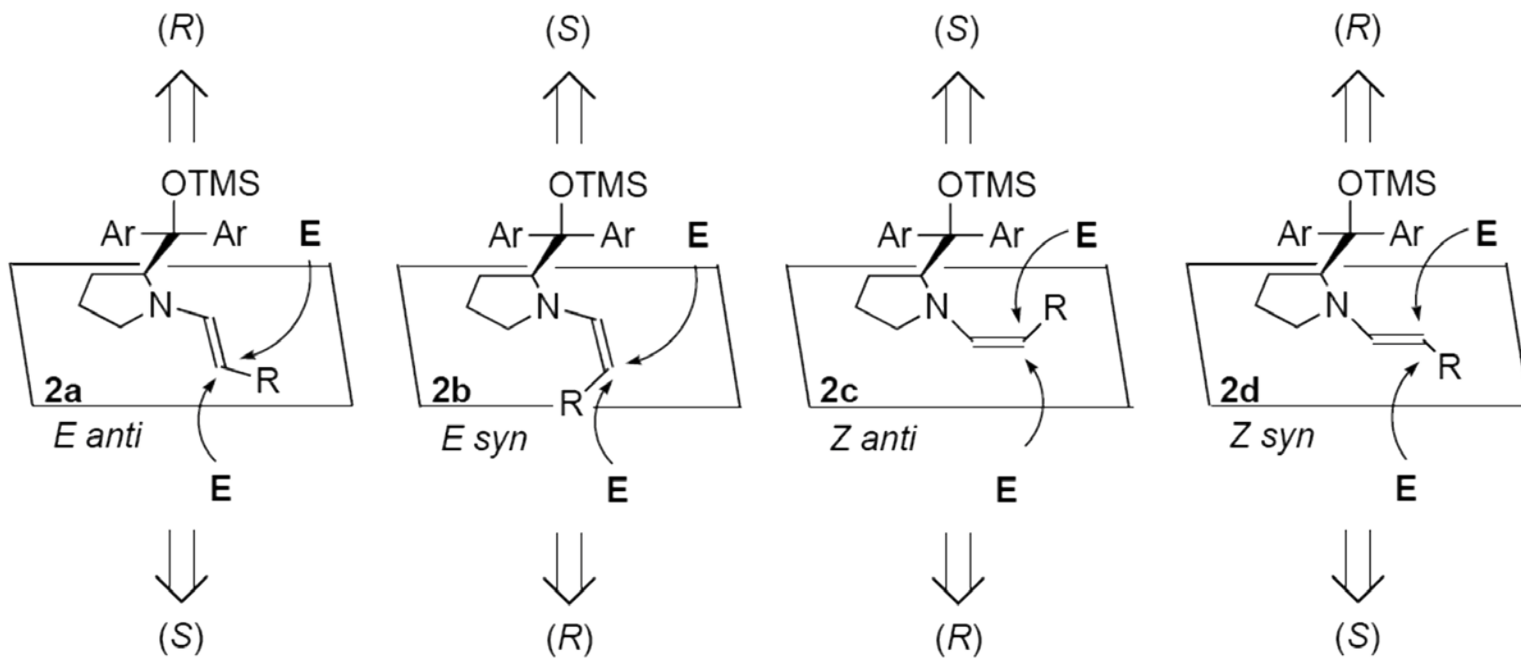 (R) (S) (S) (R)
OTMS OTMS OTMS OTMS
Ar Ar E Ar Ar E Ar Ar E Ar Ar E
N N N R N
2a R 2b R 2c 2d R
E anti E syn Z anti Z syn
E E E E
(S) (R) (R) (S)